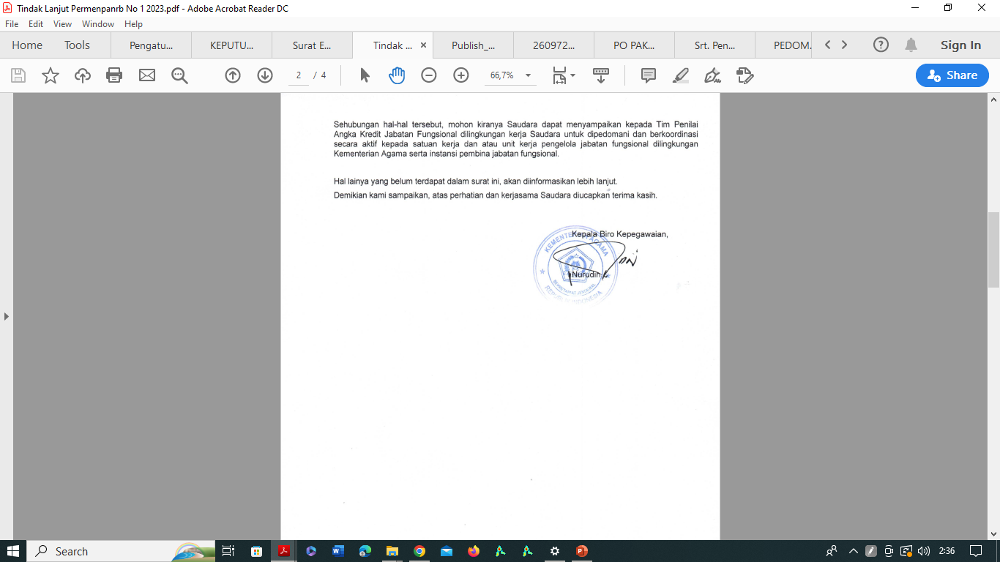 Tindak Lanjut Permenpanrb No 1 2023.pdf - Adobe Acrobat Reader DC
File Edit View Window Help
Home Tools Pengatu... KEPUTU... Surat E... Tindak ... Publish_... 260972... PO PAK... Srt. Pen... PEDOM. Sign In
2 / 4 66,7% Share
Sehubungan hal-hal tersebut, mohon kiranya Saudara dapat menyampaikan kepada Tim Penilai
Angka Kredit Jabatan Fungsional dilingkungan kerja Saudara untuk dipedomani dan berkoordinasi
secara aktif kepada satuan kerja dan atau unit kerja pengelola jabatan fungsional dilingkungan
Kementerian Agama serta instansi pembina jabatan fungsional.
Hal lainya yang belum terdapat dalam surat ini, akan diinformasikan lebih lanjut.
Demikian kami sampaikan, atas perhatian dan kerjasama Saudara diucapkan terima kasih.
Kepala Biro Kepegawaian,
Nurudin
SEKRETARIAT JENDERAL
REPUBLIK INDONESIA
Search
2:36